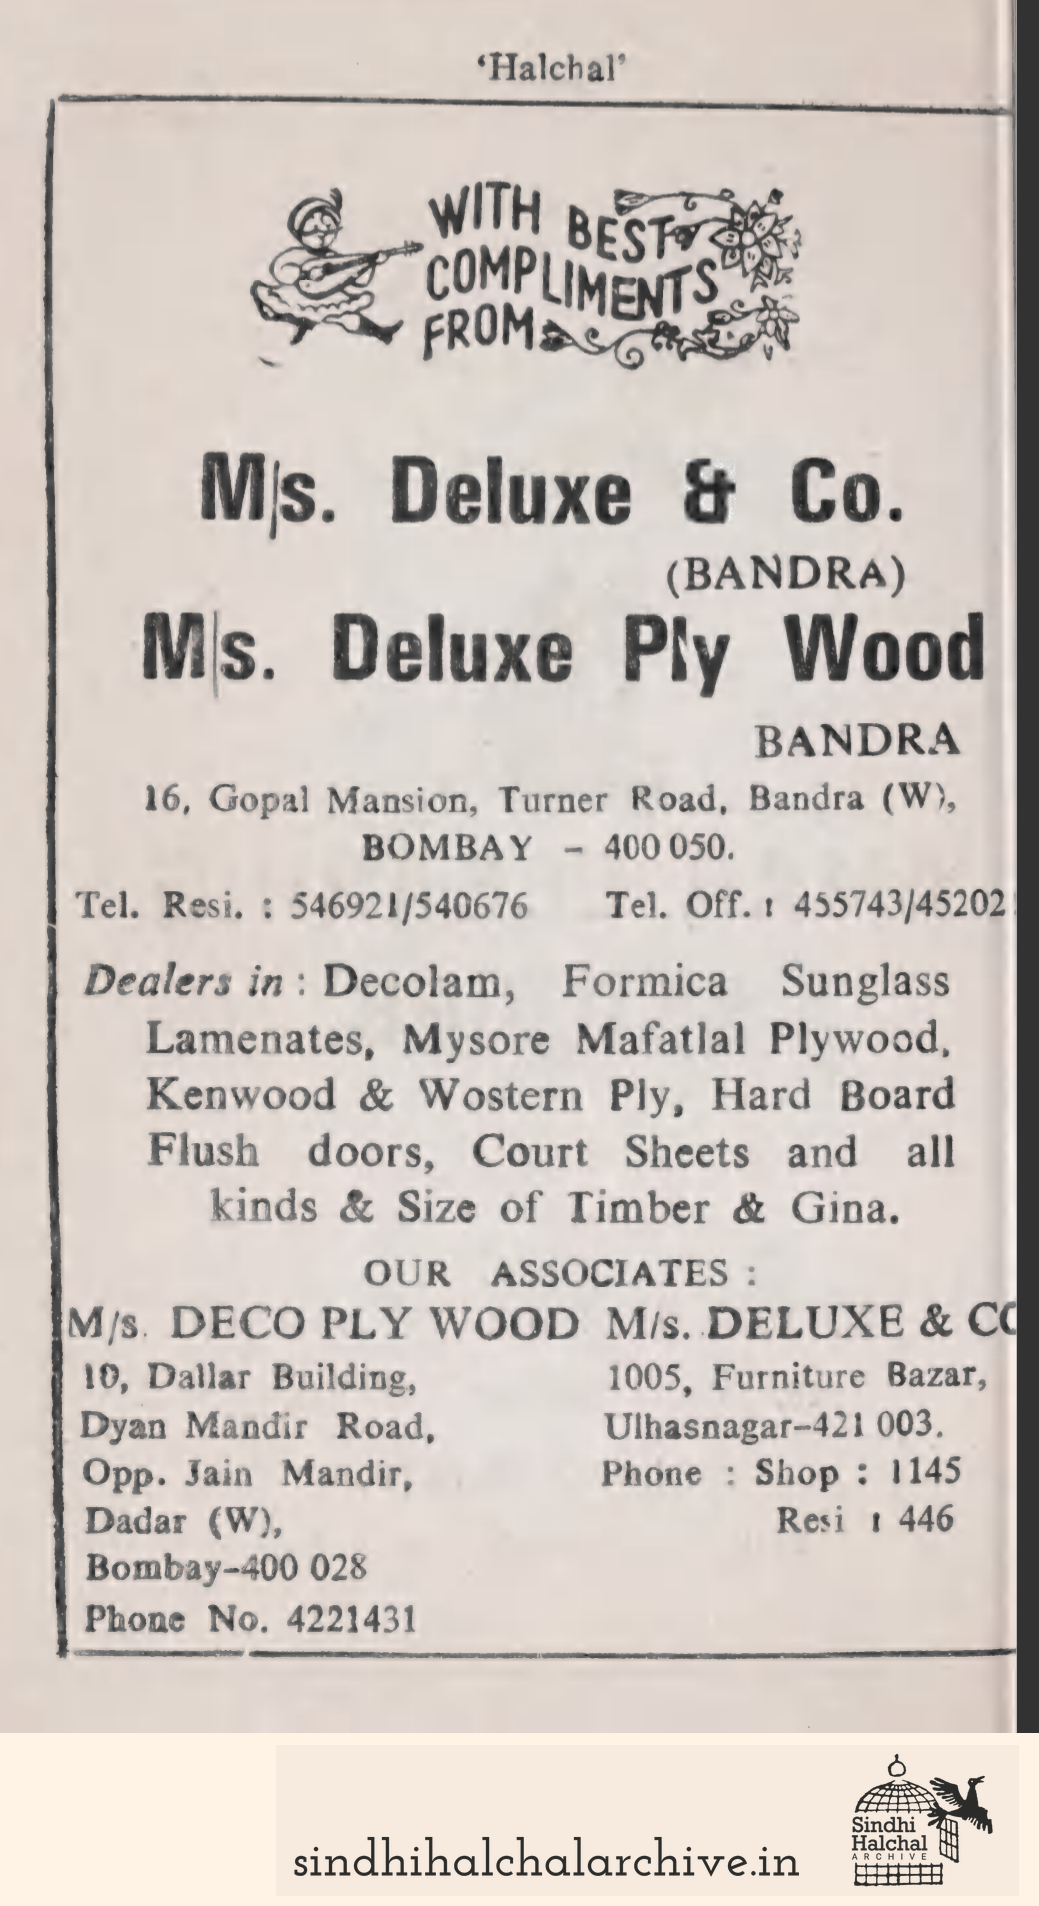 ‘Halchal’
WITH BEST
COMPLIMENTS
FROM
M/s. Deluxe & Co.
(BANDRA)
M/s. Deluxe Ply Wood
BANDRA
16, Gopal Mansion, Turner Road, Bandra (W),
BOMBAY – 400 050.
Tel. Resi. : 546921/540676 Tel. Off. : 455743/45202
Dealers in : Decolam, Formica Sunglass
Lamenates, Mysore Mafatlal Plywood,
Kenwood & Wostern Ply, Hard Board
Flush doors, Court Sheets and all
kinds & Size of Timber & Gina.
OUR ASSOCIATES :
M/s. DECO PLY WOOD M/s. DELUXE & CO
10, Dallar Building,
Dyan Mandir Road,
Opp. Jain Mandir,
Dadar (W),
Bombay–400 028
Phone No. 4221431
1005, Furniture Bazar,
Ulhasnagar–421 003.
Phone : Shop : 1145
Resi : 446
sindhihalchalarchive.in
Sindhi
Halchal
ARCHIVE